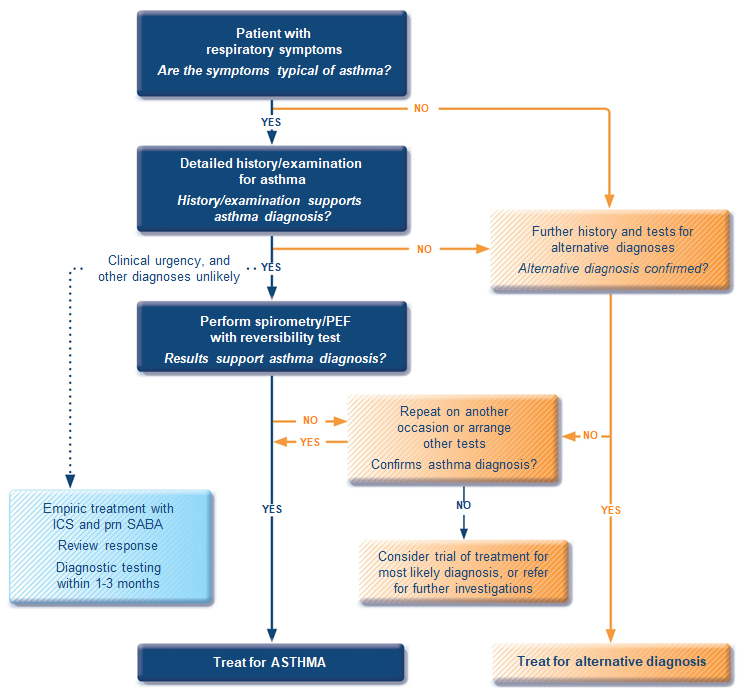 Patient with
respiratory symptoms
Are the symptoms typical of asthma?
NO
YES
Detailed history/examination
for asthma
History/examination supports
asthma diagnosis?
Further history and tests for
alternative diagnoses
Alternative diagnosis confirmed?
NO
Clinical urgency, and
other diagnoses unlikely
YES
Perform spirometry/PEF
with reversibility test
Results support asthma diagnosis?
Repeat on another
occasion or arrange
other tests
Confirms asthma diagnosis?
NO
YES
NO
Empiric treatment with
ICS and prn SABA
Review response
Diagnostic testing
within 1-3 months
YES
NO
YES
Consider trial of treatment for
most likely diagnosis, or refer
for further investigations
Treat for ASTHMA
Treat for alternative diagnosis